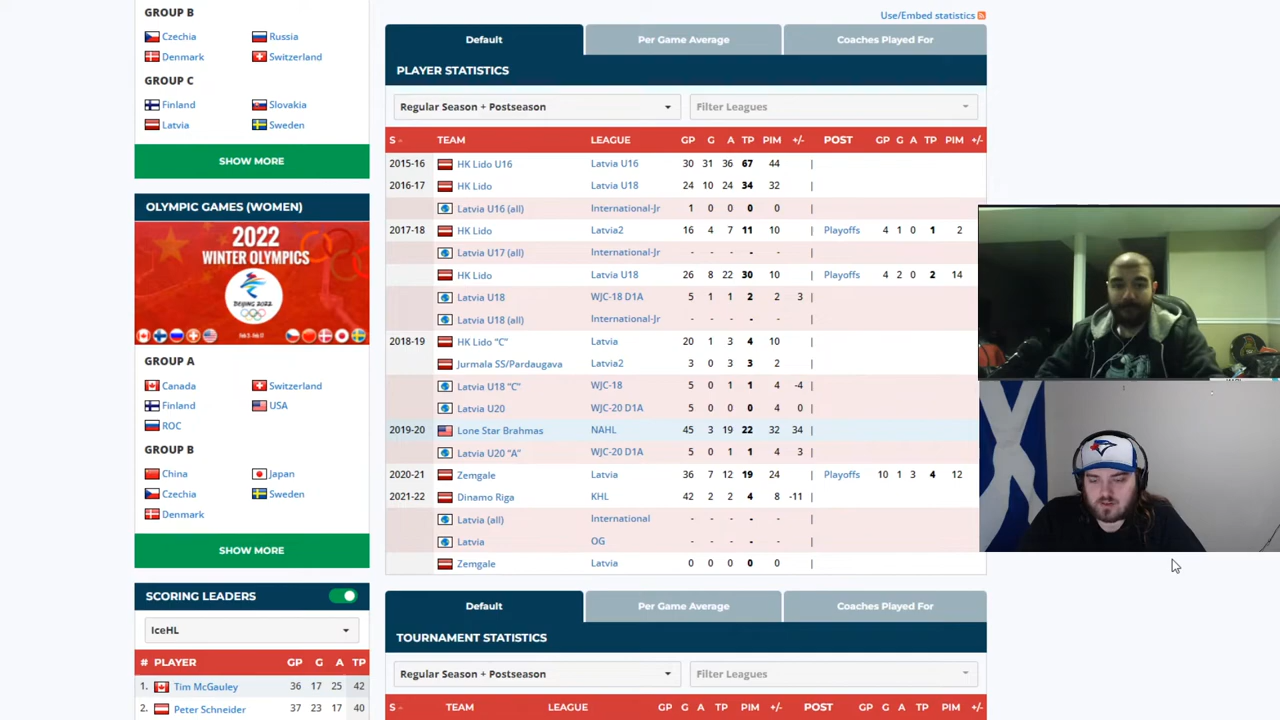 GROUP B
Czechia Russia
Denmark Switzerland
GROUP C
Finland Slovakia
Latvia Sweden
SHOW MORE
OLYMPIC GAMES (WOMEN)
2022
WINTER OLYMPICS
BEIJING 2022
GROUP A
Canada Switzerland
Finland USA
ROC
GROUP B
China Japan
Czechia Sweden
Denmark
SHOW MORE
SCORING LEADERS
IceHL
# PLAYER GP G A TP
1. Tim McGauley 36 17 25 42
2. Peter Schneider 37 23 17 40
Use/Embed statistics
Default Per Game Average Coaches Played For
PLAYER STATISTICS
Regular Season + Postseason Filter Leagues
S TEAM LEAGUE GP G A TP PIM +/- POST GP G A TP PIM +/-
2015-16 HK Lido U16 Latvia U16 30 31 36 67 44 |
2016-17 HK Lido Latvia U18 24 10 24 34 32 |
Latvia U16 (all) International-Jr 1 0 0 0 0 |
2017-18 HK Lido Latvia2 16 4 7 11 10 | Playoffs 4 1 0 1 2
Latvia U17 (all) International-Jr - - - - - |
HK Lido Latvia U18 26 8 22 30 10 | Playoffs 4 2 0 2 14
Latvia U18 WJC-18 D1A 5 1 1 2 2 3 |
Latvia U18 (all) International-Jr - - - - - |
2018-19 HK Lido "C" Latvia 20 1 3 4 10 |
Jurmala SS/Pardaugava Latvia2 3 0 3 3 2 |
Latvia U18 "C" WJC-18 5 0 1 1 4 -4 |
Latvia U20 WJC-20 D1A 5 0 0 0 4 0 |
2019-20 Lone Star Brahmas NAHL 45 3 19 22 32 34 |
Latvia U20 "A" WJC-20 D1A 5 0 1 1 4 3 |
2020-21 Zemgale Latvia 36 7 12 19 24 | Playoffs 10 1 3 4 12
2021-22 Dinamo Riga KHL 42 2 2 4 8 -11 |
Latvia (all) International - - - - - |
Latvia OG - - - - - |
Zemgale Latvia 0 0 0 0 0 |
Default Per Game Average Coaches Played For
TOURNAMENT STATISTICS
Regular Season + Postseason Filter Leagues
S TEAM LEAGUE GP G A TP PIM POST GP G A TP PIM